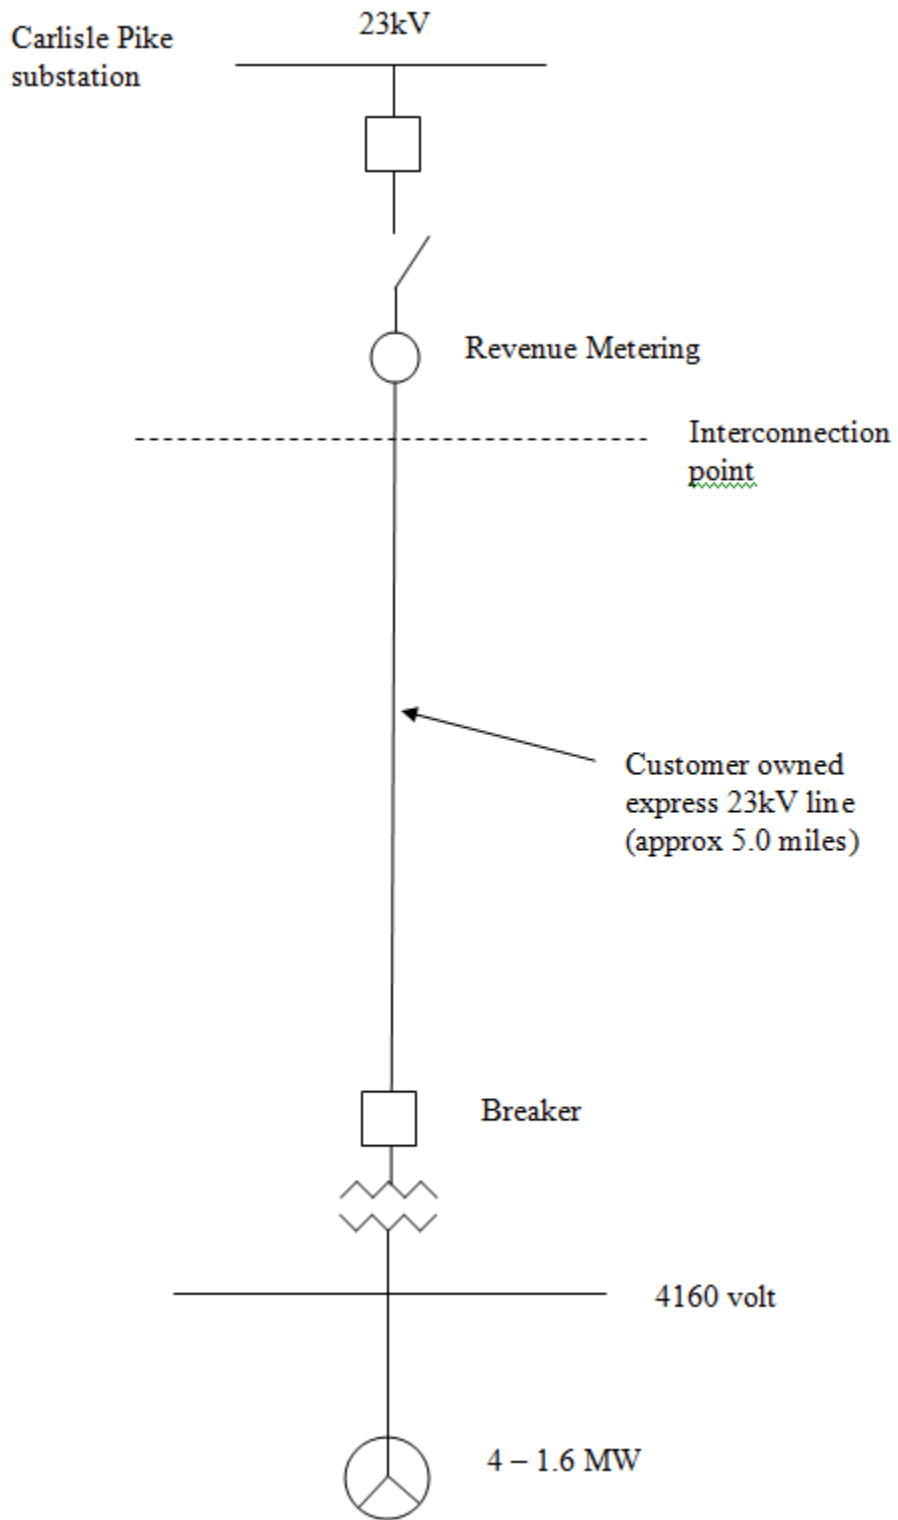 Carlisle Pike
substation
23kV
Revenue Metering
Interconnection
point
Customer owned
express 23kV line
(approx 5.0 miles)
Breaker
4160 volt
4 – 1.6 MW